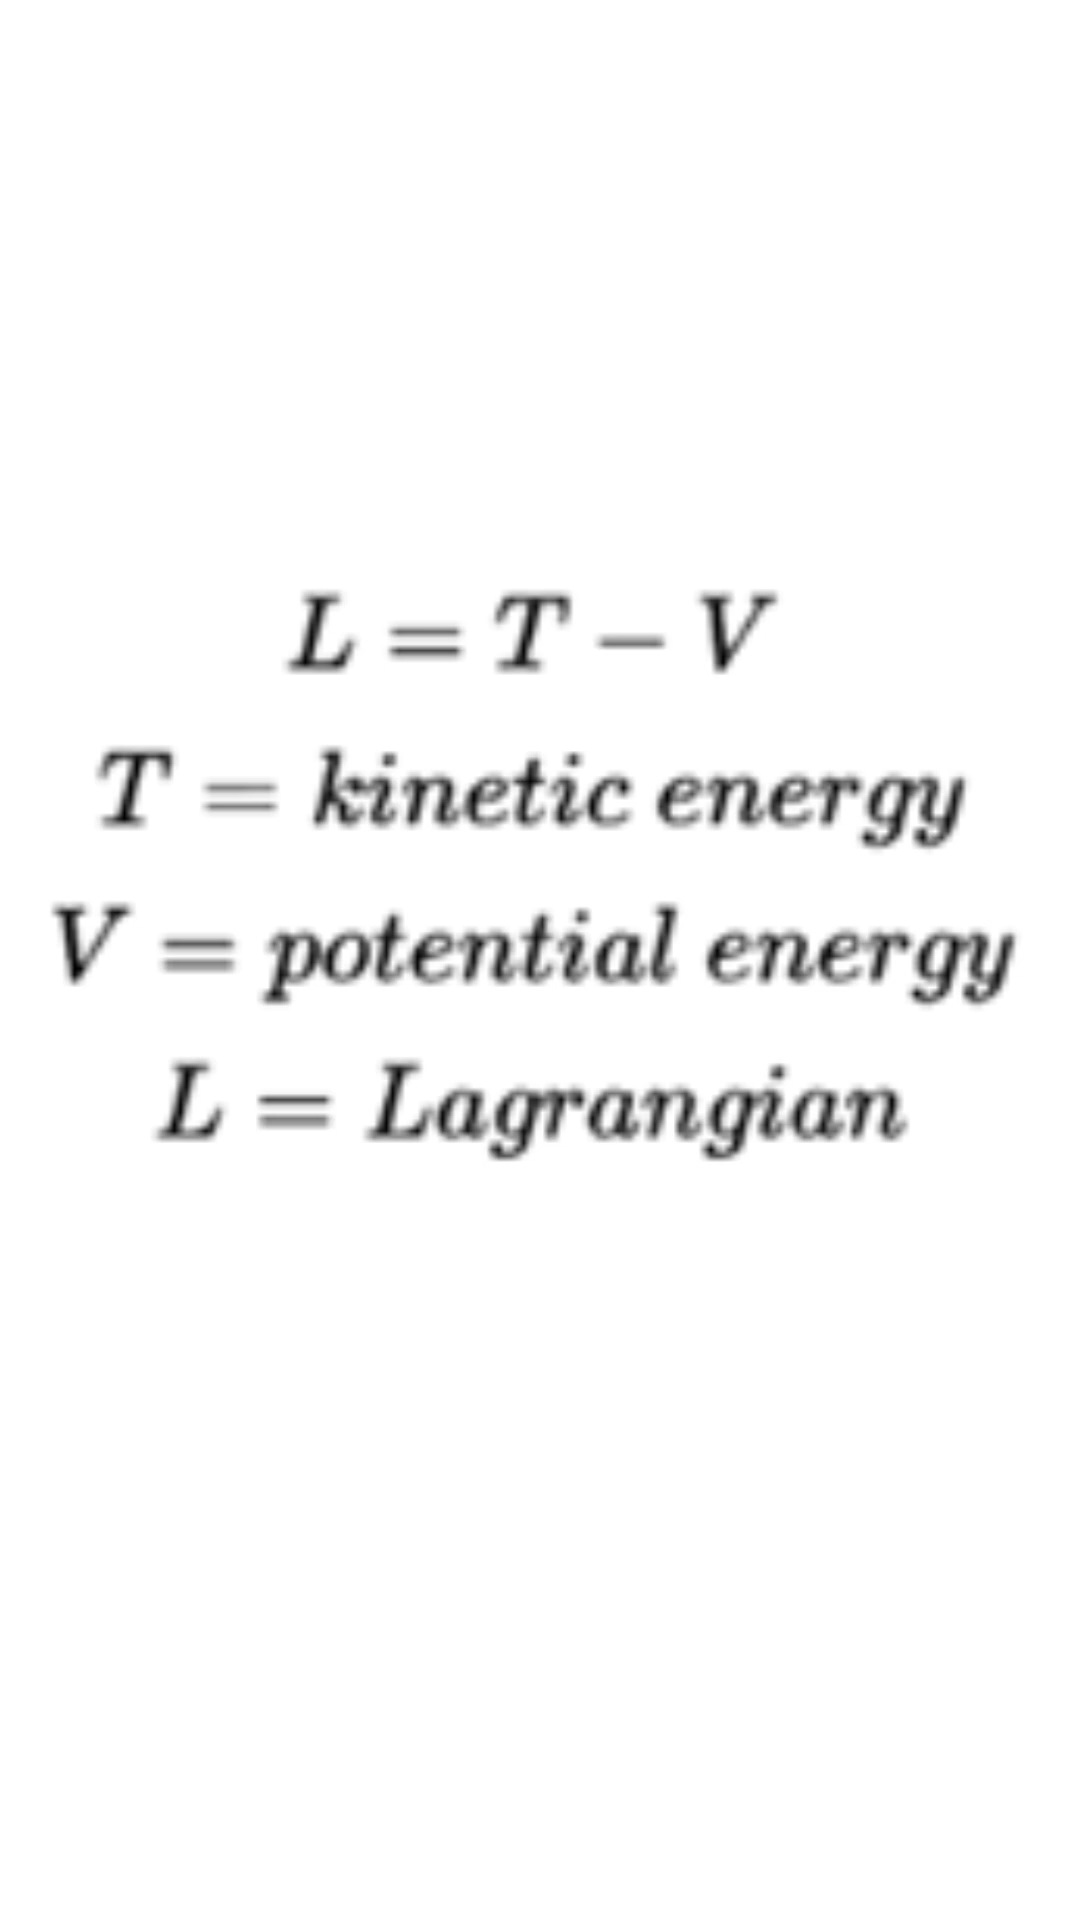 L = T − V
T = kinetic energy
V = potential energy
L = Lagrangian